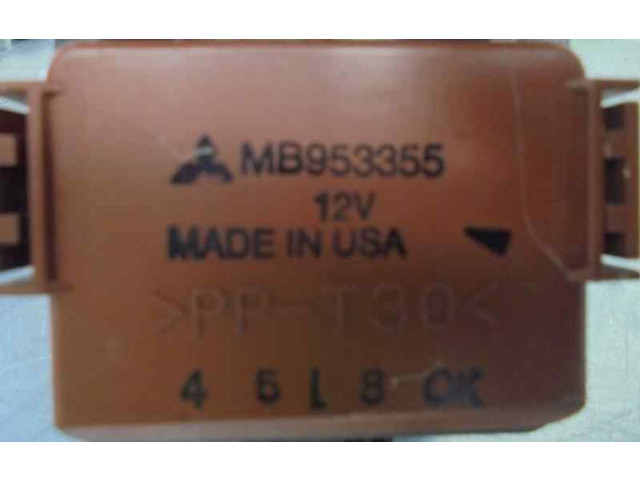 MB953355
12V
MADE IN USA
>PP-T30<
4 5 L 8 OK